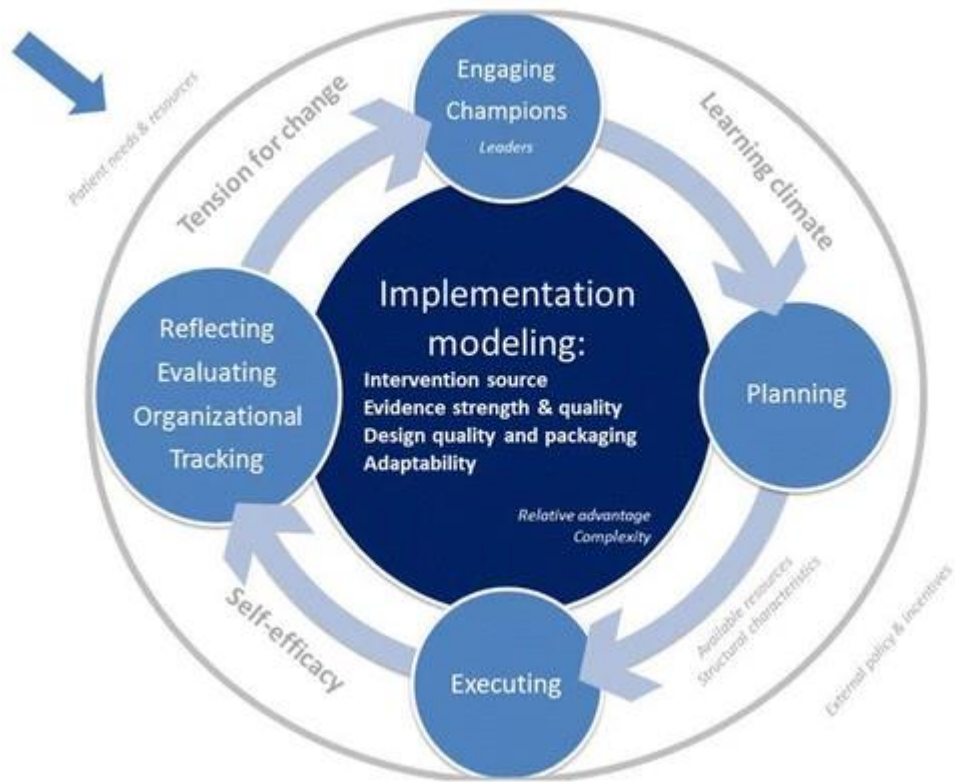 Engaging
Champions
Leaders
Patient needs & resources
Tension for change
Learning climate
Reflecting
Evaluating
Organizational
Tracking
Implementation
modeling:
Intervention source
Evidence strength & quality
Design quality and packaging
Adaptability
Relative advantage
Complexity
Planning
Available resources
Structural characteristics
External policy & incentives
Self-efficacy
Executing